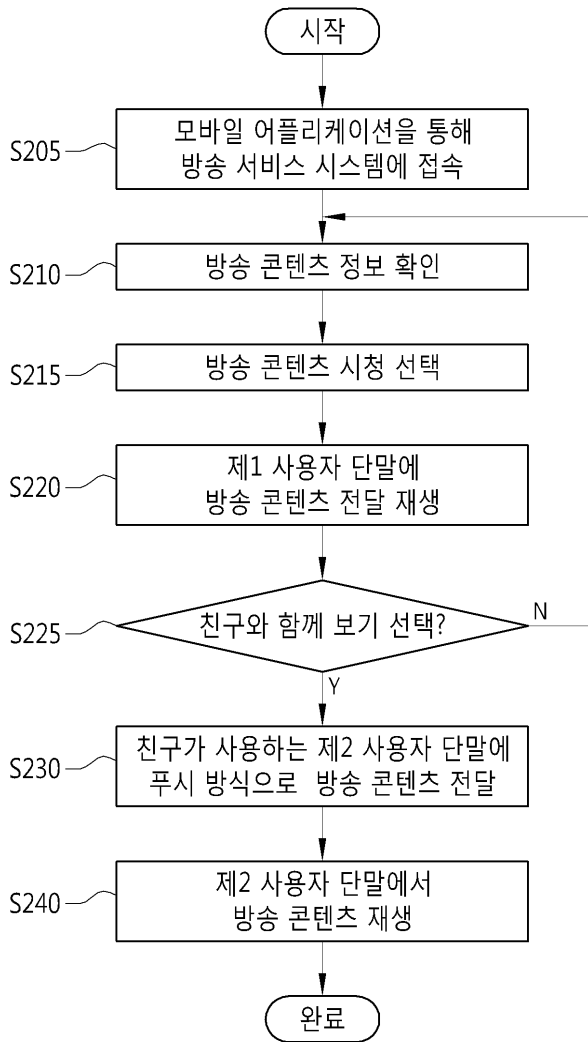 시작
S205
모바일 어플리케이션을 통해
방송 서비스 시스템에 접속
S210
방송 콘텐츠 정보 확인
S215
방송 콘텐츠 시청 선택
S220
제1 사용자 단말에
방송 콘텐츠 전달 재생
S225
친구와 함께 보기 선택?
N
Y
S230
친구가 사용하는 제2 사용자 단말에
푸시 방식으로 방송 콘텐츠 전달
S240
제2 사용자 단말에서
방송 콘텐츠 재생
완료